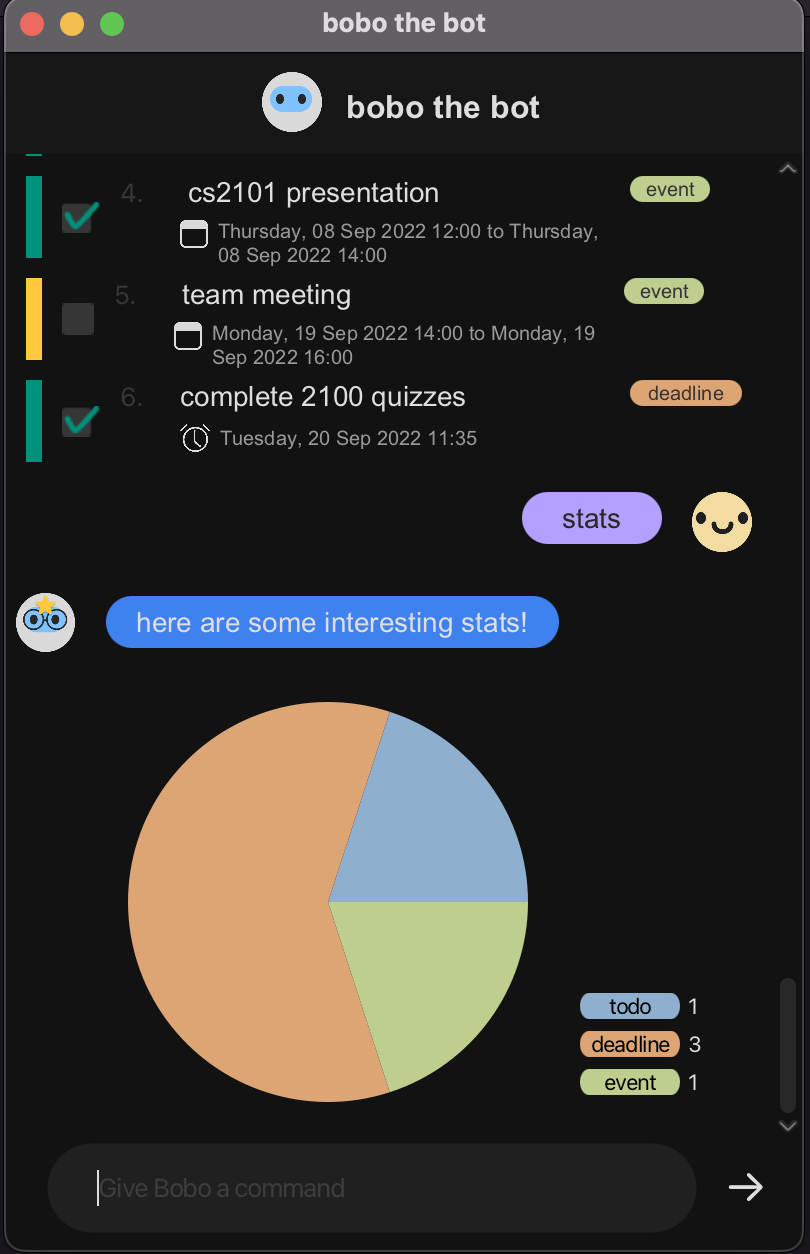 bobo the bot
bobo the bot
4. cs2101 presentation event
Thursday, 08 Sep 2022 12:00 to Thursday,
08 Sep 2022 14:00
5. team meeting event
Monday, 19 Sep 2022 14:00 to Monday, 19
Sep 2022 16:00
6. complete 2100 quizzes deadline
Tuesday, 20 Sep 2022 11:35
stats
here are some interesting stats!
todo 1
deadline 3
event 1
Give Bobo a command